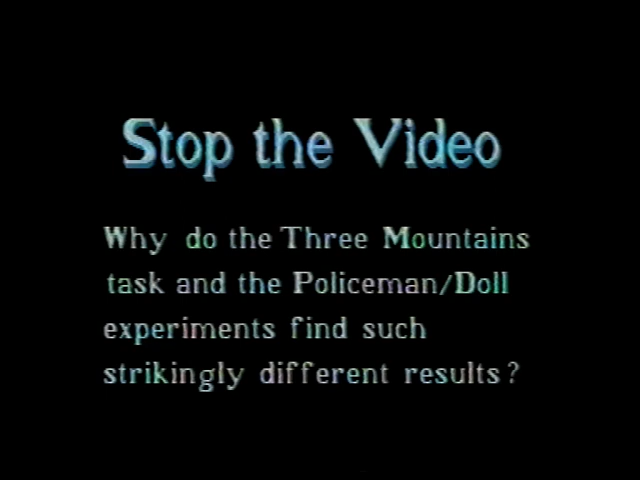 Stop the Video
Why do the Three Mountains
task and the Policeman/Doll
experiments find such
strikingly different results?